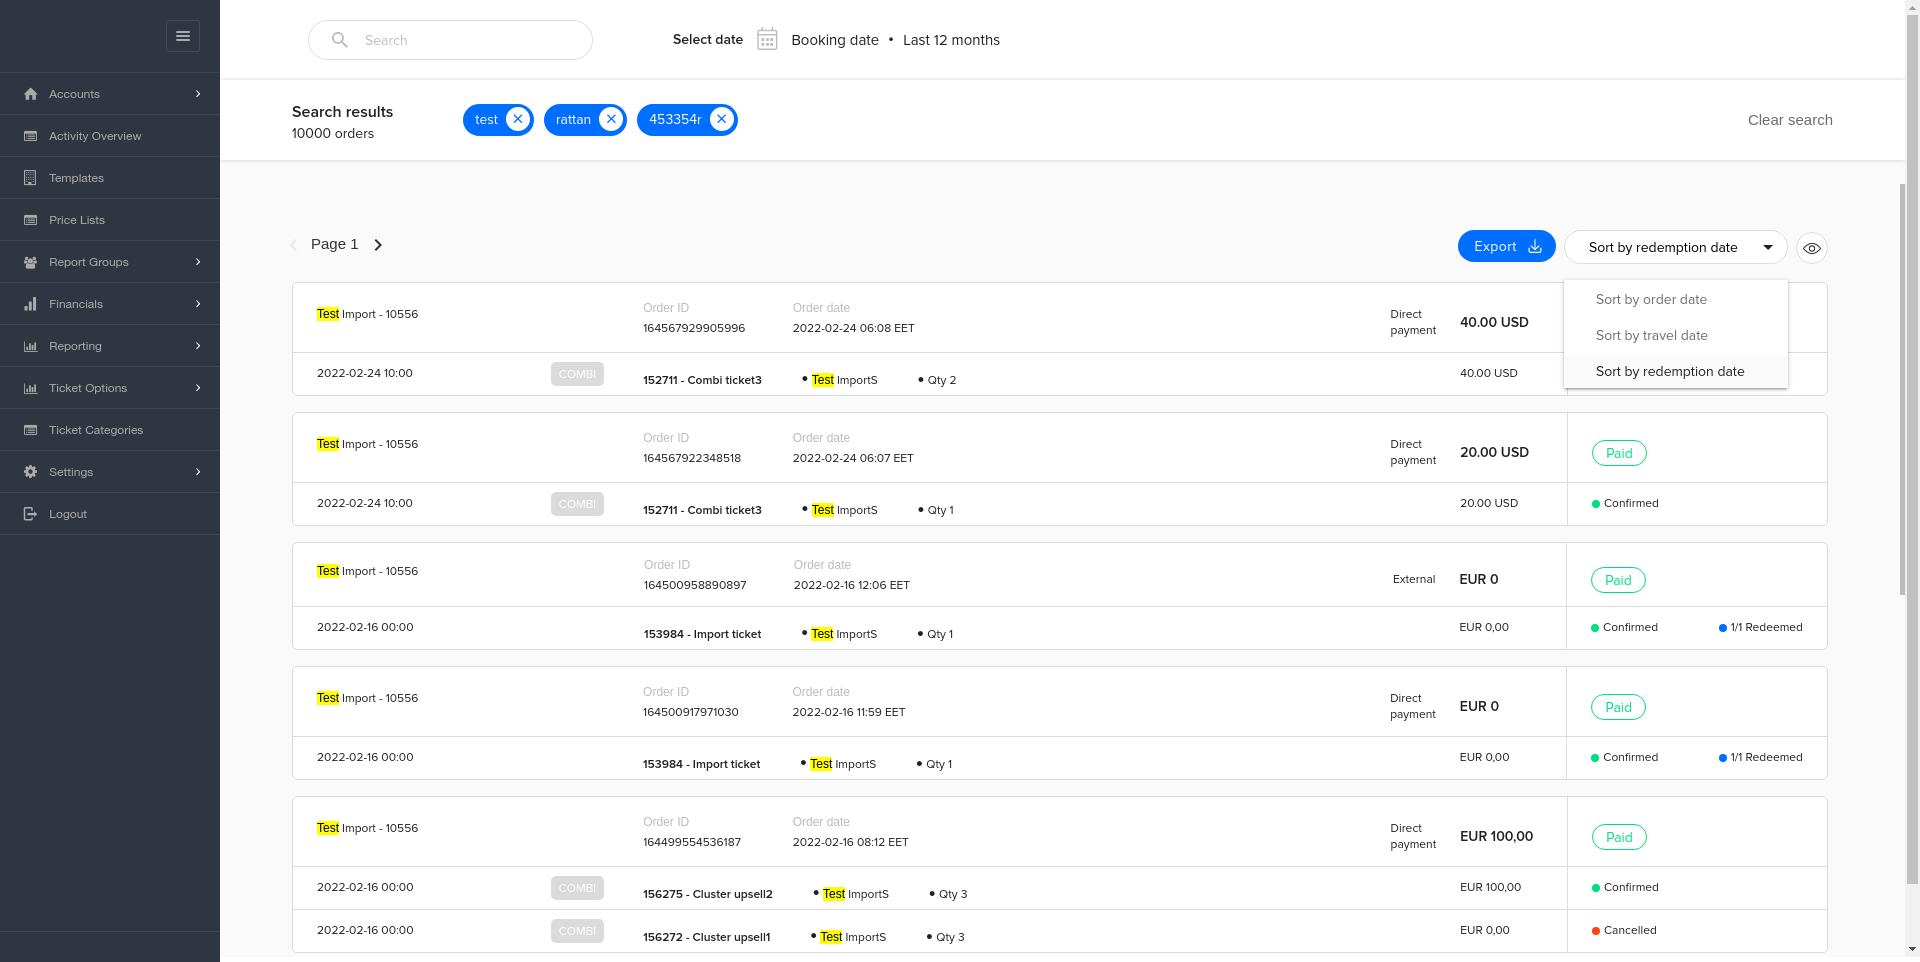 Search
Select date
Booking date • Last 12 months
Accounts
Activity Overview
Templates
Price Lists
Report Groups
Financials
Reporting
Ticket Options
Ticket Categories
Settings
Logout
Search results
10000 orders
test
rattan
453354r
Clear search
Page 1
Export
Sort by redemption date
Sort by order date
Sort by travel date
Sort by redemption date
Test Import - 10556
Order ID
164567929905996
Order date
2022-02-24 06:08 EET
Direct
payment
40.00 USD
2022-02-24 10:00
COMBI
152711 - Combi ticket3
• Test ImportS
• Qty 2
40.00 USD
Test Import - 10556
Order ID
164567922348518
Order date
2022-02-24 06:07 EET
Direct
payment
20.00 USD
Paid
2022-02-24 10:00
COMBI
152711 - Combi ticket3
• Test ImportS
• Qty 1
20.00 USD
Confirmed
Test Import - 10556
Order ID
164500958890897
Order date
2022-02-16 12:06 EET
External
EUR 0
Paid
2022-02-16 00:00
153984 - Import ticket
• Test ImportS
• Qty 1
EUR 0,00
Confirmed
1/1 Redeemed
Test Import - 10556
Order ID
164500917971030
Order date
2022-02-16 11:59 EET
Direct
payment
EUR 0
Paid
2022-02-16 00:00
153984 - Import ticket
• Test ImportS
• Qty 1
EUR 0,00
Confirmed
1/1 Redeemed
Test Import - 10556
Order ID
164499554536187
Order date
2022-02-16 08:12 EET
Direct
payment
EUR 100,00
Paid
2022-02-16 00:00
COMBI
156275 - Cluster upsell2
• Test ImportS
• Qty 3
EUR 100,00
Confirmed
2022-02-16 00:00
COMBI
156272 - Cluster upsell1
• Test ImportS
• Qty 3
EUR 0,00
Cancelled